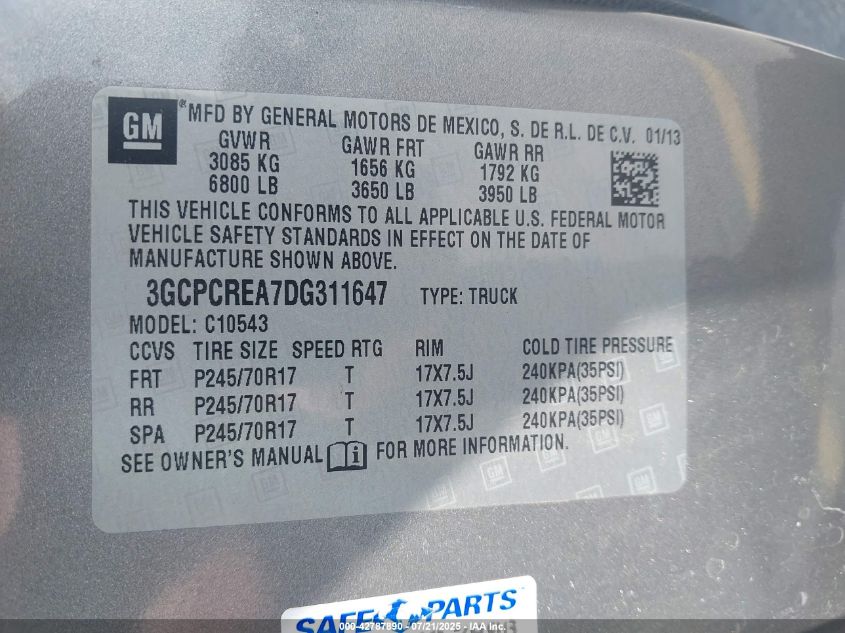 GM ® MFD BY GENERAL MOTORS DE MEXICO, S. DE R.L. DE C.V. 01/13
GVWR GAWR FRT GAWR RR
3085 KG 1656 KG 1792 KG
6800 LB 3650 LB 3950 LB
THIS VEHICLE CONFORMS TO ALL APPLICABLE U.S. FEDERAL MOTOR
VEHICLE SAFETY STANDARDS IN EFFECT ON THE DATE OF
MANUFACTURE SHOWN ABOVE.
3GCPCREA7DG311647 TYPE: TRUCK
MODEL: C10543
CCVS TIRE SIZE SPEED RTG RIM COLD TIRE PRESSURE
FRT P245/70R17 T 17X7.5J 240KPA(35PSI)
RR P245/70R17 T 17X7.5J 240KPA(35PSI)
SPA P245/70R17 T 17X7.5J 240KPA(35PSI)
SEE OWNER'S MANUAL i FOR MORE INFORMATION.
SAFE PARTS
000-42787890 - 07/21/2025 - IAA Inc.